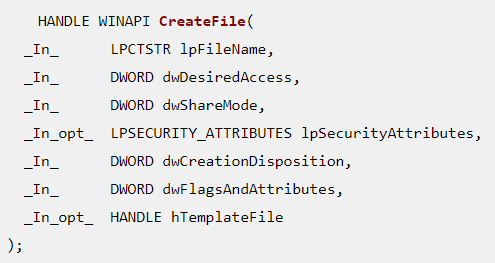 HANDLE WINAPI CreateFile(
_In_ LPCTSTR lpFileName,
_In_ DWORD dwDesiredAccess,
_In_ DWORD dwShareMode,
_In_opt_ LPSECURITY_ATTRIBUTES lpSecurityAttributes,
_In_ DWORD dwCreationDisposition,
_In_ DWORD dwFlagsAndAttributes,
_In_opt_ HANDLE hTemplateFile
);